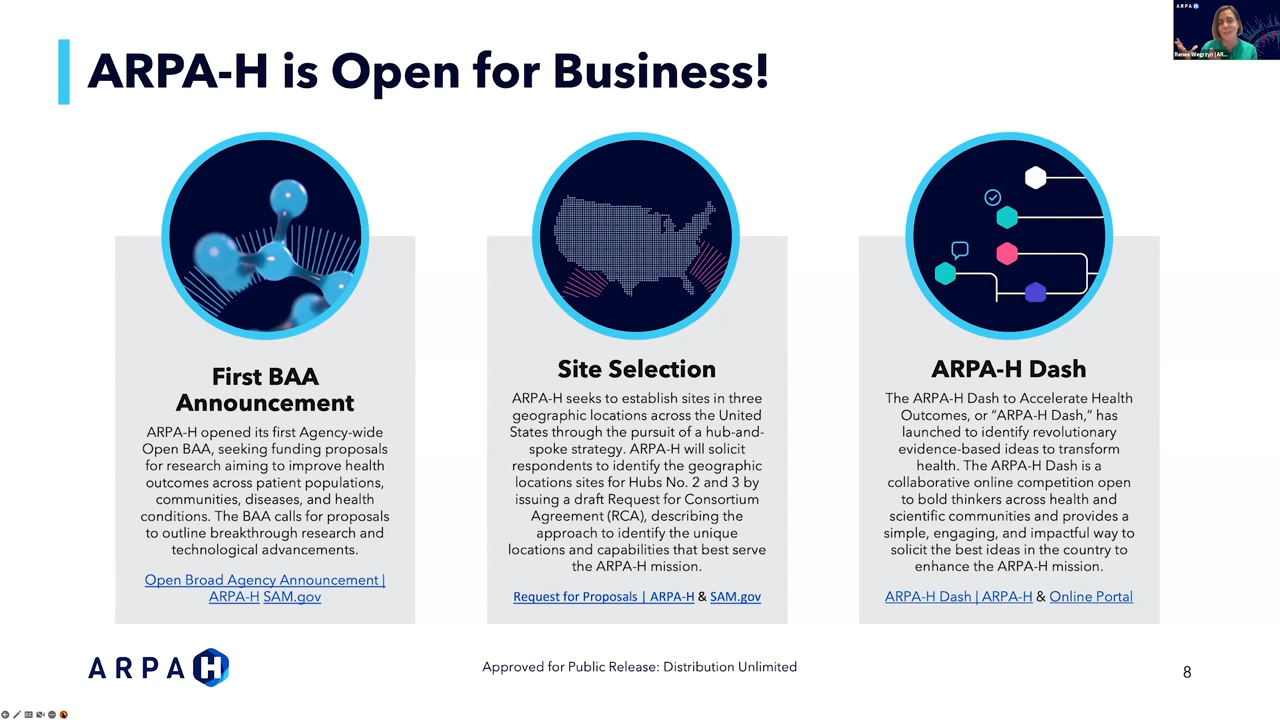 ARPA-H is Open for Business!
ARPA H
Renee Wegrzyn (AR...
First BAA
Announcement
ARPA-H opened its first Agency-wide
Open BAA, seeking funding proposals
for research aiming to improve health
outcomes across patient populations,
communities, diseases, and health
conditions. The BAA calls for proposals
to outline breakthrough research and
technological advancements.
Open Broad Agency Announcement |
ARPA-H SAM.gov
Site Selection
ARPA-H seeks to establish sites in three
geographic locations across the United
States through the pursuit of a hub-and-
spoke strategy. ARPA-H will solicit
respondents to identify the geographic
locations sites for Hubs No. 2 and 3 by
issuing a draft Request for Consortium
Agreement (RCA), describing the
approach to identify the unique
locations and capabilities that best serve
the ARPA-H mission.
Request for Proposals | ARPA-H & SAM.gov
ARPA-H Dash
The ARPA-H Dash to Accelerate Health
Outcomes, or “ARPA-H Dash,” has
launched to identify revolutionary
evidence-based ideas to transform
health. The ARPA-H Dash is a
collaborative online competition open
to bold thinkers across health and
scientific communities and provides a
simple, engaging, and impactful way to
solicit the best ideas in the country to
enhance the ARPA-H mission.
ARPA-H Dash | ARPA-H & Online Portal
ARPA H
Approved for Public Release: Distribution Unlimited
8